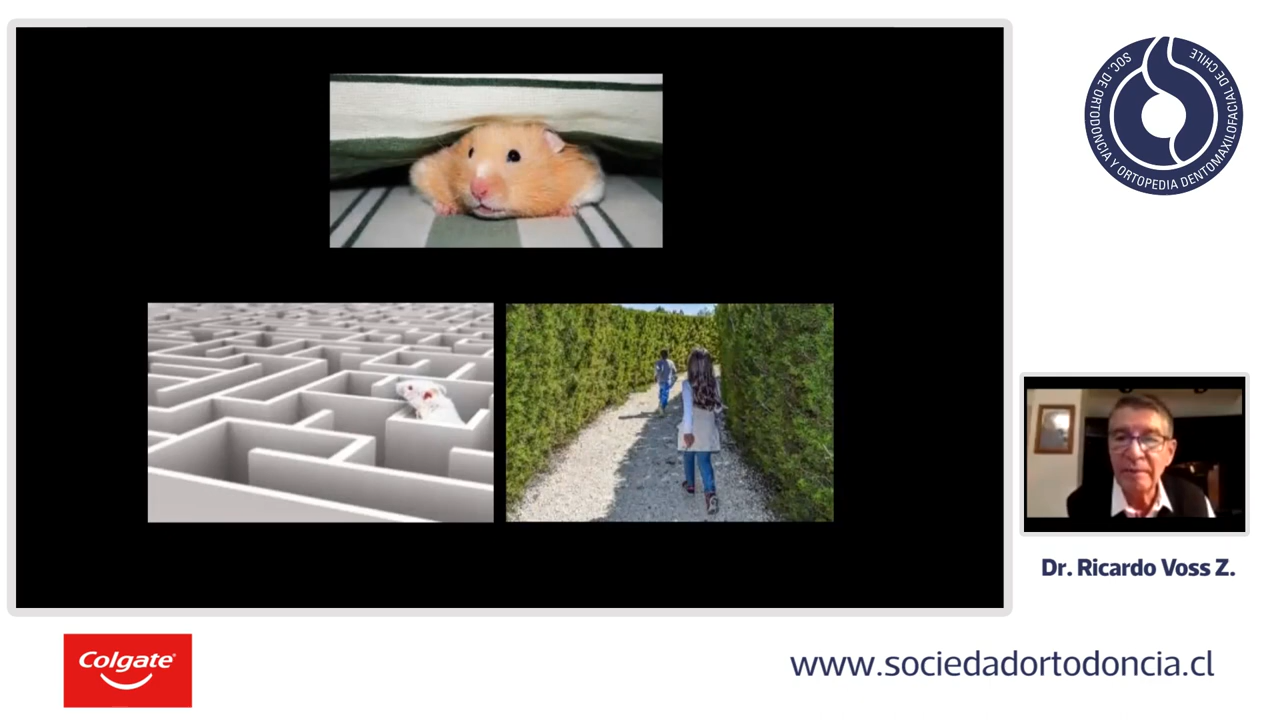 SOC. DE ORTODONCIA Y ORTOPEDIA DENTOMAXILOFACIAL DE CHILE
Dr. Ricardo Voss Z.
Colgate®
www.sociedadortodoncia.cl